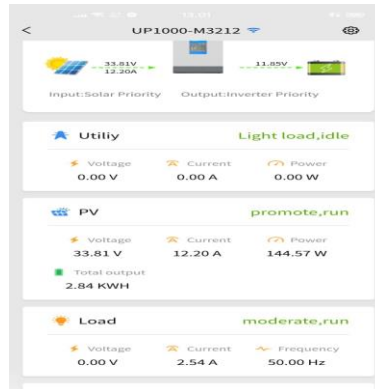 UP1000-M3212
33.81V
12.20A
11.85V
Input:Solar Priority Output:Inverter Priority
Utiliy Light load,idle
Voltage Current Power
0.00 V 0.00 A 0.00 W
PV promote,run
Voltage Current Power
33.81 V 12.20 A 144.57 W
Total output
2.84 KWH
Load moderate,run
Voltage Current Frequency
0.00 V 2.54 A 50.00 Hz